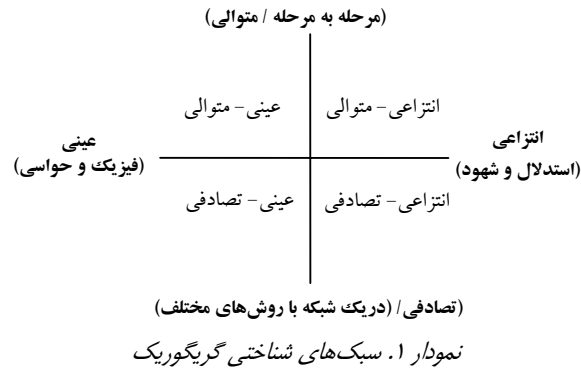 (مرحله به مرحله / متوالی)
انتزاعی- متوالی
عینی- متوالی
انتزاعی
(استدلال و شهود)
عینی
(فیزیک و حواسی)
انتزاعی- تصادفی
عینی- تصادفی
تصادفی/ (دریک شبکه با روش‌های مختلف)
نمودار ۱. سبک‌های شناختی گریگوریک